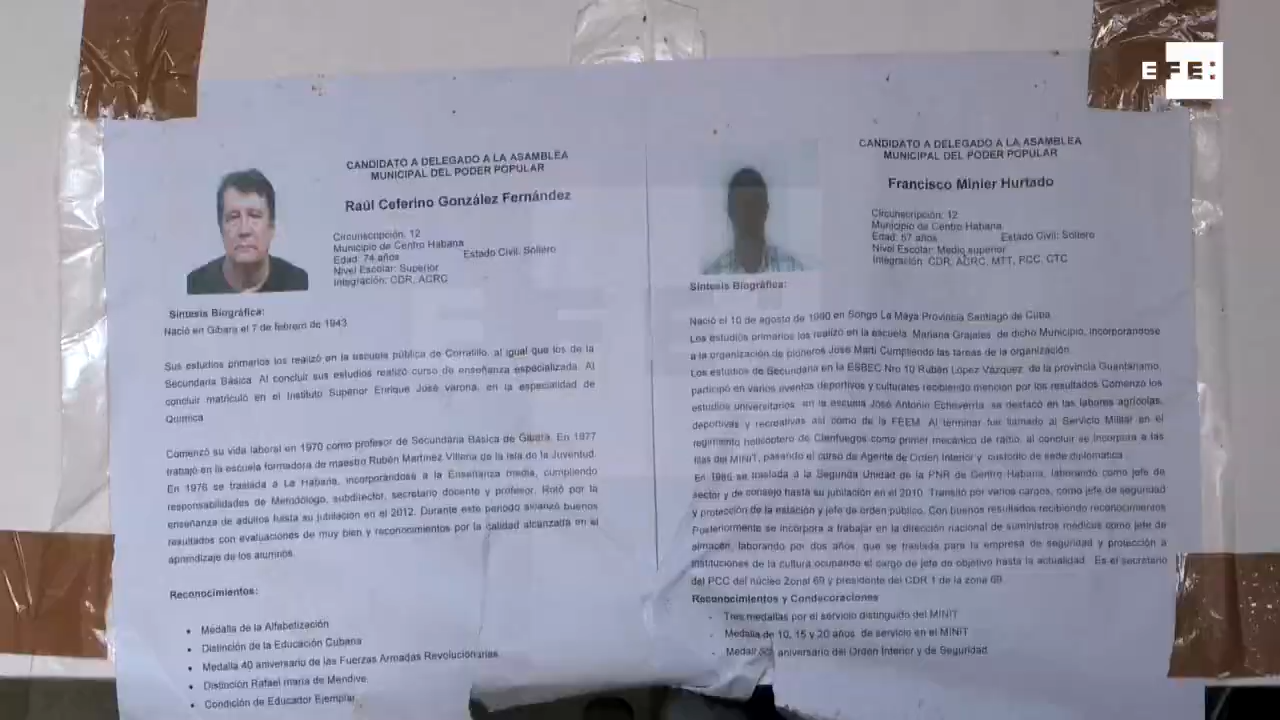 EFE:
CANDIDATO A DELEGADO A LA ASAMBLEA
MUNICIPAL DEL PODER POPULAR
Raúl Ceferino González Fernández
Circunscripción: 12
Municipio de Centro Habana
Edad: 74 años Estado Civil: Soltero
Nivel Escolar: Superior
Integración: CDR, ACRC
Síntesis Biográfica:
Nació en Gibara el 7 de febrero de 1943
Sus estudios primarios los realizó en la escuela pública de Corralillo, al igual que los de la
Secundaria Básica. Al concluir sus estudios realizó curso de enseñanza especializada. Al
concluir matriculó en el Instituto Superior Enrique José varona, en la especialidad de
Química
Comenzó su vida laboral en 1970 como profesor de Secundaria Básica de Gibara. En 1977
trabajó en la escuela formadora de maestro Rubén Martínez Villena de la Isla de la Juventud.
En 1976 se traslada a La Habana, incorporándose a la Enseñanza media, cumpliendo
responsabilidades de Metodólogo, subdirector, secretario docente y profesor. Rotó por la
enseñanza de adultos hasta su jubilación en el 2012. Durante este periodo alcanzó buenos
resultados con evaluaciones de muy bien y reconocimientos por la calidad alcanzada en el
aprendizaje de los alumnos.
Reconocimientos:
• Medalla de la Alfabetización
• Distinción de la Educación Cubana
• Medalla 40 aniversario de las Fuerzas Armadas Revolucionarias
• Distinción Rafael maría de Mendive
• Condición de Educador Ejemplar
CANDIDATO A DELEGADO A LA ASAMBLEA
MUNICIPAL DEL PODER POPULAR
Francisco Minier Hurtado
Circunscripción: 12
Municipio de Centro Habana
Edad: 57 años Estado Civil: Soltero
Nivel Escolar: Medio superior
Integración: CDR, ACRC, MTT, PCC, CTC
Síntesis Biográfica:
Nació el 10 de agosto de 1960 en Songo La Maya Provincia Santiago de Cuba
Los estudios primarios los realizó en la escuela Mariana Grajales de dicho Municipio, incorporándose
a la organización de pioneros José Martí Cumpliendo las tareas de la organización.
Los estudios de Secundaria en la ESBEC Nro 10 Rubén López Vázquez de la provincia Guantánamo,
participó en varios eventos deportivos y culturales recibiendo mención por los resultados Comenzó los
estudios universitarios en la escuela José Antonio Echeverría se destacó en las labores agrícolas,
deportivas y recreativas así como de la FEEM. Al terminar fue llamado al Servicio Militar en el
regimiento helicóptero de Cienfuegos como primer mecánico de radio, al concluir se incorpora a las
filas del MININT, pasando el curso de Agente de Orden Interior y custodio de sede diplomática
En 1986 se traslada a la Segunda Unidad de la PNR de Centro Habana, laborando como jefe de
sector y de consejo hasta su jubilación en el 2010. Transitó por varios cargos, como jefe de seguridad
y protección de la estación y jefe de orden público. Con buenos resultados recibiendo reconocimientos
Posteriormente se incorpora a trabajar en la dirección nacional de suministros médicos como jefe de
almacén, laborando por dos años, que se traslada para la empresa de seguridad y protección a
instituciones de la cultura ocupando el cargo de jefe de objetivo hasta la actualidad. Es el secretario
del PCC del núcleo Zonal 69 y presidente del CDR 1 de la zona 69.
Reconocimientos y Condecoraciones
- Tres medallas por el servicio distinguido del MINIT
- Medalla de 10, 15 y 20 años de servicio en el MINIT
- aniversario del Orden Interior y de Seguridad